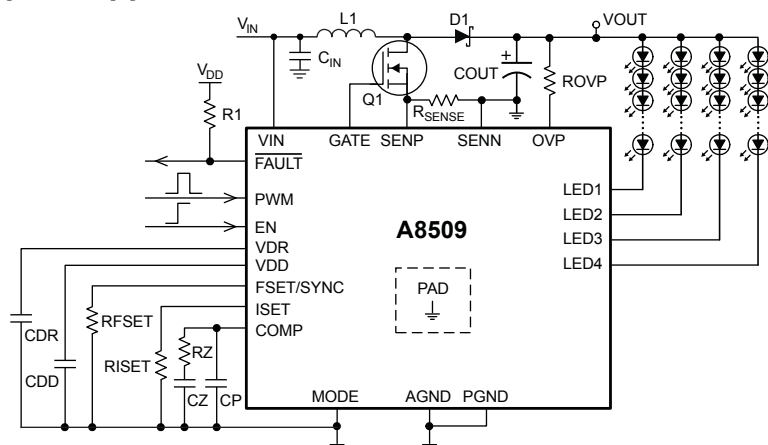 L1
D1
VOUT
VIN
CIN
VDD
COUT
ROVP
R1
Q1
RSENSE
VIN
GATE
SENP
SENN
OVP
FAULT
PWM
EN
VDR
VDD
FSET/SYNC
ISET
COMP
A8509
PAD
LED1
LED2
LED3
LED4
CDR
CDD
RFSET
RISET
RZ
CZ
CP
MODE
AGND
PGND